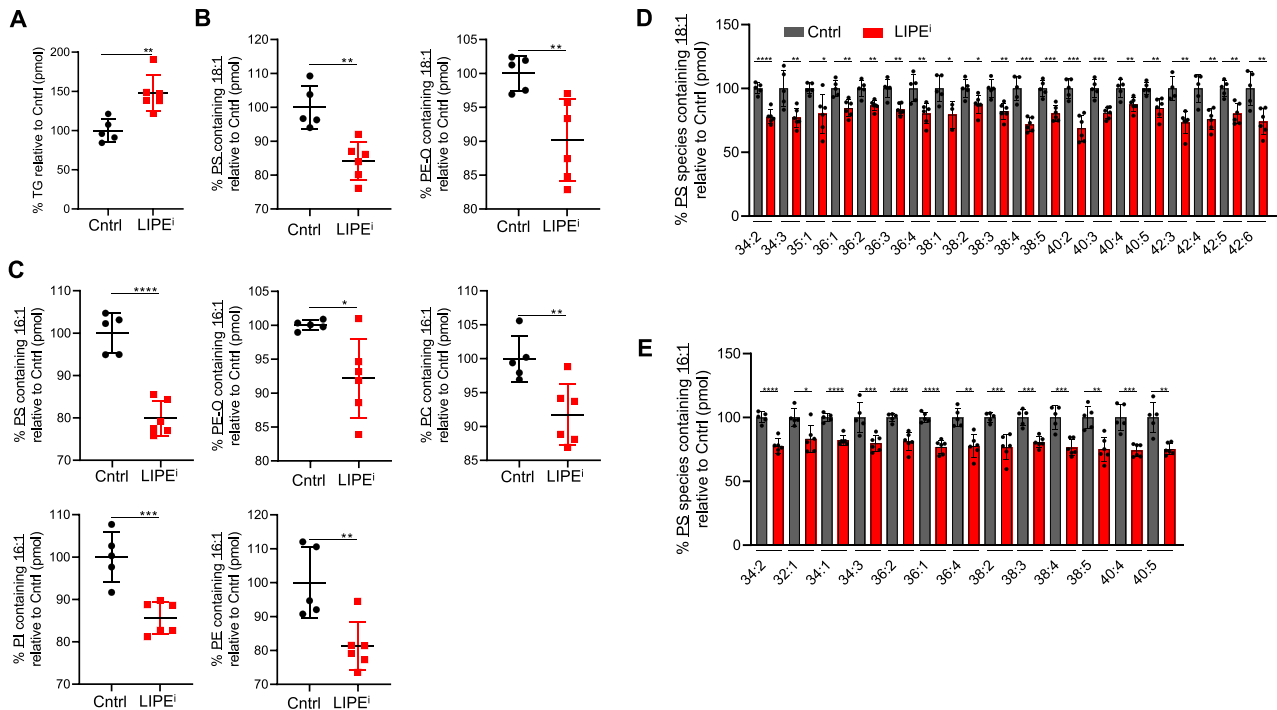 A
% TG relative to Cntrl (pmol)
200
150
100
50
0
**
Cntrl
LIPEⁱ
B
% PS containing 18:1
relative to Cntrl (pmol)
120
110
100
90
80
70
**
Cntrl
LIPEⁱ
% PE-O containing 18:1
relative to Cntrl (pmol)
105
100
95
90
85
80
**
Cntrl
LIPEⁱ
C
% PS containing 16:1
relative to Cntrl (pmol)
110
100
90
80
70
****
Cntrl
LIPEⁱ
% PE-O containing 16:1
relative to Cntrl (pmol)
105
100
95
90
85
80
*
Cntrl
LIPEⁱ
% PC containing 16:1
relative to Cntrl (pmol)
110
105
100
95
90
85
**
Cntrl
LIPEⁱ
% PI containing 16:1
relative to Cntrl (pmol)
110
100
90
80
70
***
Cntrl
LIPEⁱ
% PE containing 16:1
relative to Cntrl (pmol)
120
110
100
90
80
70
**
Cntrl
LIPEⁱ
D
% PS species containing 18:1
relative to Cntrl (pmol)
150
100
50
0
Cntrl LIPEⁱ
**** ** * ** ** ** ** * * ** *** *** *** *** ** ** ** ** ** **
34:2 34:3 35:1 36:1 36:2 36:3 36:4 38:1 38:2 38:3 38:4 38:5 40:2 40:3 40:4 40:5 42:3 42:4 42:5 42:6
E
% PS species containing 16:1
relative to Cntrl (pmol)
150
100
50
0
**** * **** *** **** **** ** *** *** *** ** *** **
34:2 32:1 34:1 34:3 36:2 36:1 36:4 38:2 38:3 38:4 38:5 40:4 40:5